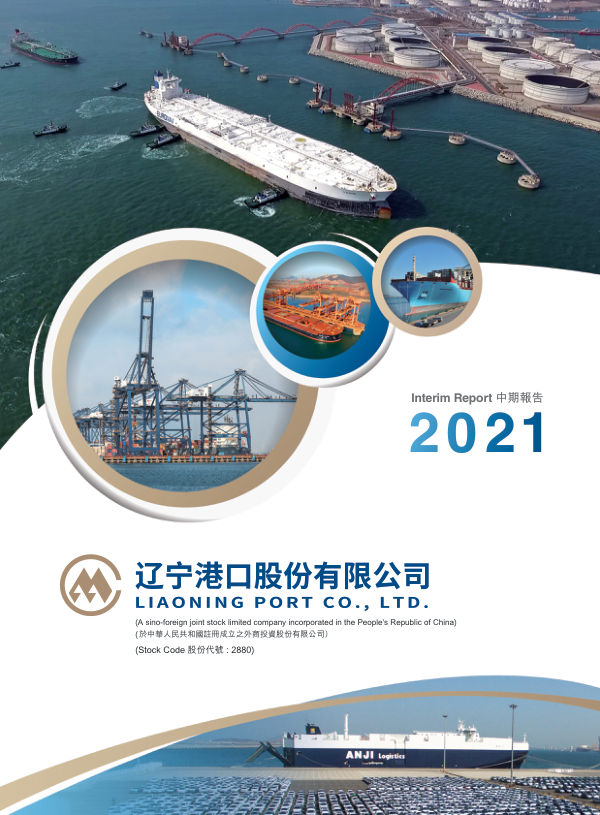 Interim Report 中期報告
2021
辽宁港口股份有限公司
LIAONING PORT CO., LTD.
(A sino-foreign joint stock limited company incorporated in the People's Republic of China)
(於中華人民共和國註冊成立之外商投資股份有限公司)
(Stock Code 股份代號 : 2880)
ANJI Logistics